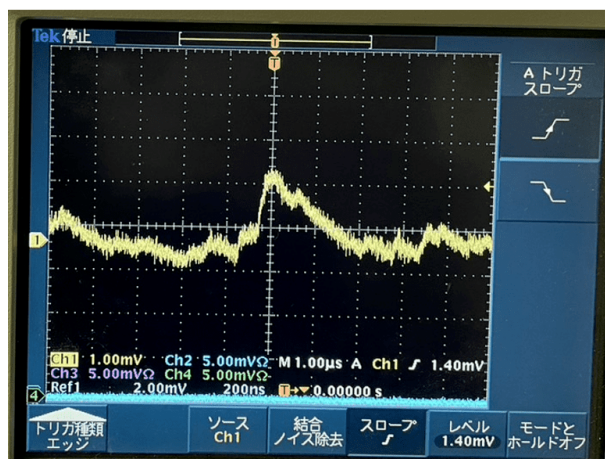 Tek 停止
T
T
A トリガ
スロープ
1
Ch1 1.00mV Ch2 5.00mVΩ M 1.00µs A Ch1 ʃ 1.40mV
Ch3 5.00mVΩ Ch4 5.00mVΩ
Ref1 2.00mV 200ns T→▼ 0.00000 s
4
トリガ種類
エッジ
ソース
Ch1
結合
ノイズ除去
スロープ
ʃ
レベル
1.40mV
モードと
ホールドオフ